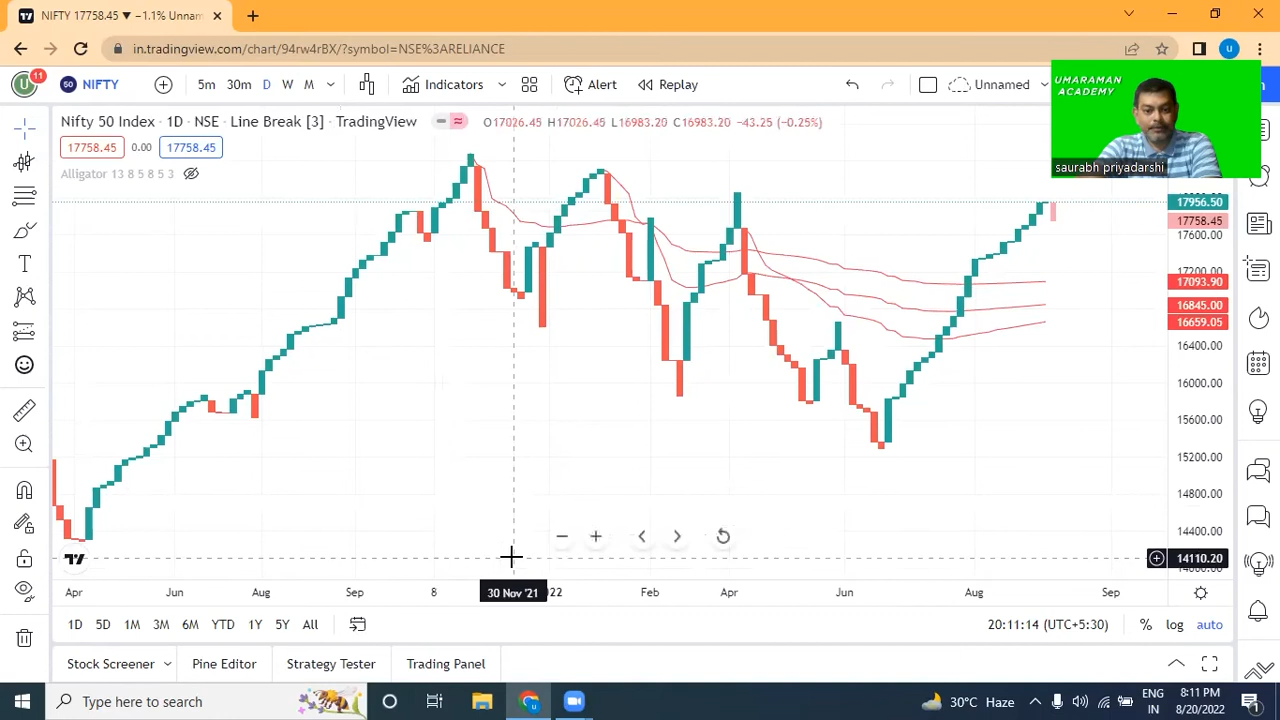 NIFTY 17758.45 ▼ −1.1% Unnam
in.tradingview.com/chart/94rw4rBX/?symbol=NSE%3ARELIANCE
U
11
50 NIFTY
5m 30m D W M
Indicators
Alert
Replay
Unnamed
u
UMARAMAN
ACADEMY
saurabh priyadarshi
Nifty 50 Index · 1D · NSE · Line Break [3] · TradingView
O17026.45 H17026.45 L16983.20 C16983.20 −43.25 (−0.25%)
17758.45 0.00 17758.45
Alligator 13 8 5 8 5 3
17956.50
17758.45
17600.00
17200.00
17093.90
16845.00
16659.05
16400.00
16000.00
15600.00
15200.00
14800.00
14400.00
14110.20
Apr Jun Aug Sep 8 30 Nov '21 022 Feb Apr Jun Aug Sep
1D 5D 1M 3M 6M YTD 1Y 5Y All
20:11:14 (UTC+5:30) % log auto
Stock Screener Pine Editor Strategy Tester Trading Panel
Type here to search
30°C Haze
ENG
IN
8:11 PM
8/20/2022
1